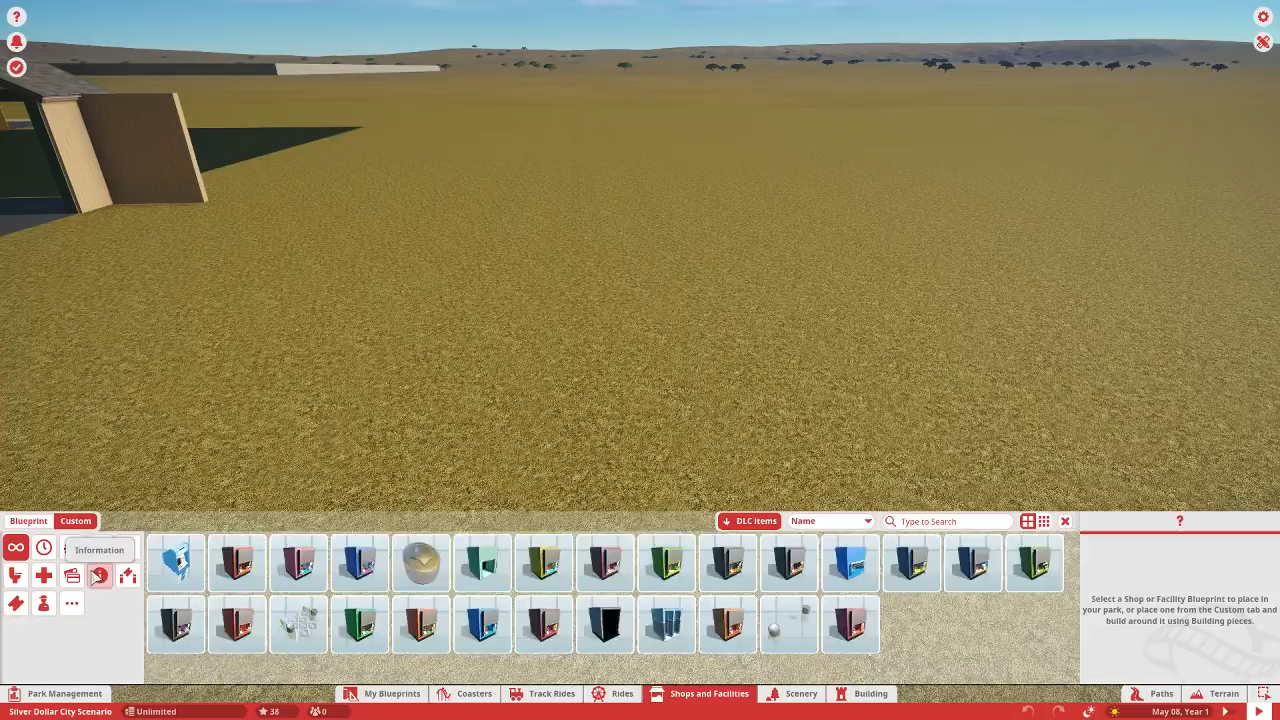 Blueprint
Custom
DLC Items
Name
Type to Search
?
Information
Select a Shop or Facility Blueprint to place in
your park, or place one from the Custom tab and
build around it using Building pieces.
Park Management
My Blueprints
Coasters
Track Rides
Rides
Shops and Facilities
Scenery
Building
Paths
Terrain
Silver Dollar City Scenario
Unlimited
38
0
May 08, Year 1